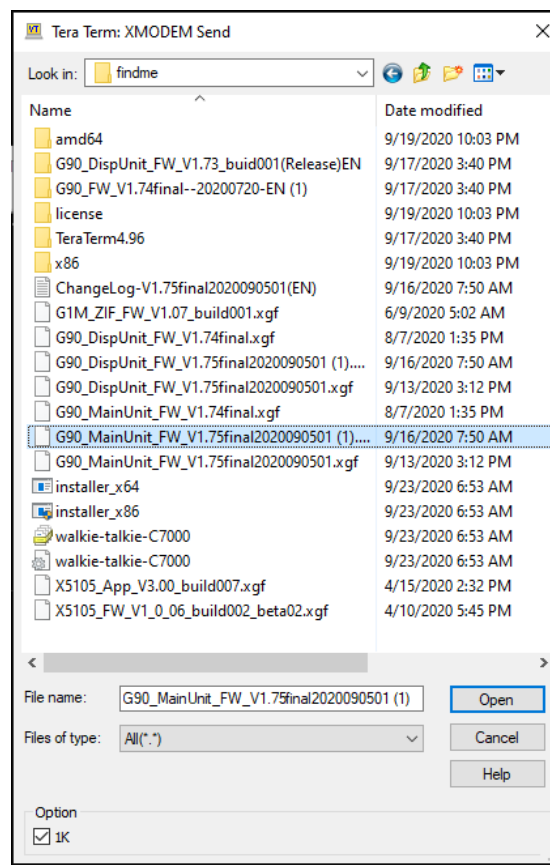 Tera Term: XMODEM Send
Look in: findme
Name Date modified
amd64 9/19/2020 10:03 PM
G90_DispUnit_FW_V1.73_buid001(Release)EN 9/17/2020 3:40 PM
G90_FW_V1.74final--20200720-EN (1) 9/17/2020 3:40 PM
license 9/19/2020 10:03 PM
TeraTerm4.96 9/17/2020 3:40 PM
x86 9/19/2020 10:03 PM
ChangeLog-V1.75final2020090501(EN) 9/16/2020 7:50 AM
G1M_ZIF_FW_V1.07_build001.xgf 6/9/2020 5:02 AM
G90_DispUnit_FW_V1.74final.xgf 8/7/2020 1:35 PM
G90_DispUnit_FW_V1.75final2020090501 (1).... 9/16/2020 7:50 AM
G90_DispUnit_FW_V1.75final2020090501.xgf 9/13/2020 3:12 PM
G90_MainUnit_FW_V1.74final.xgf 8/7/2020 1:35 PM
G90_MainUnit_FW_V1.75final2020090501 (1).... 9/16/2020 7:50 AM
G90_MainUnit_FW_V1.75final2020090501.xgf 9/13/2020 3:12 PM
installer_x64 9/23/2020 6:53 AM
installer_x86 9/23/2020 6:53 AM
walkie-talkie-C7000 9/23/2020 6:53 AM
walkie-talkie-C7000 9/23/2020 6:53 AM
X5105_App_V3.00_build007.xgf 4/15/2020 2:32 PM
X5105_FW_V1_0_06_build002_beta02.xgf 4/10/2020 5:45 PM
File name: G90_MainUnit_FW_V1.75final2020090501 (1) Open
Files of type: All(*.*) Cancel
Help
Option
1K